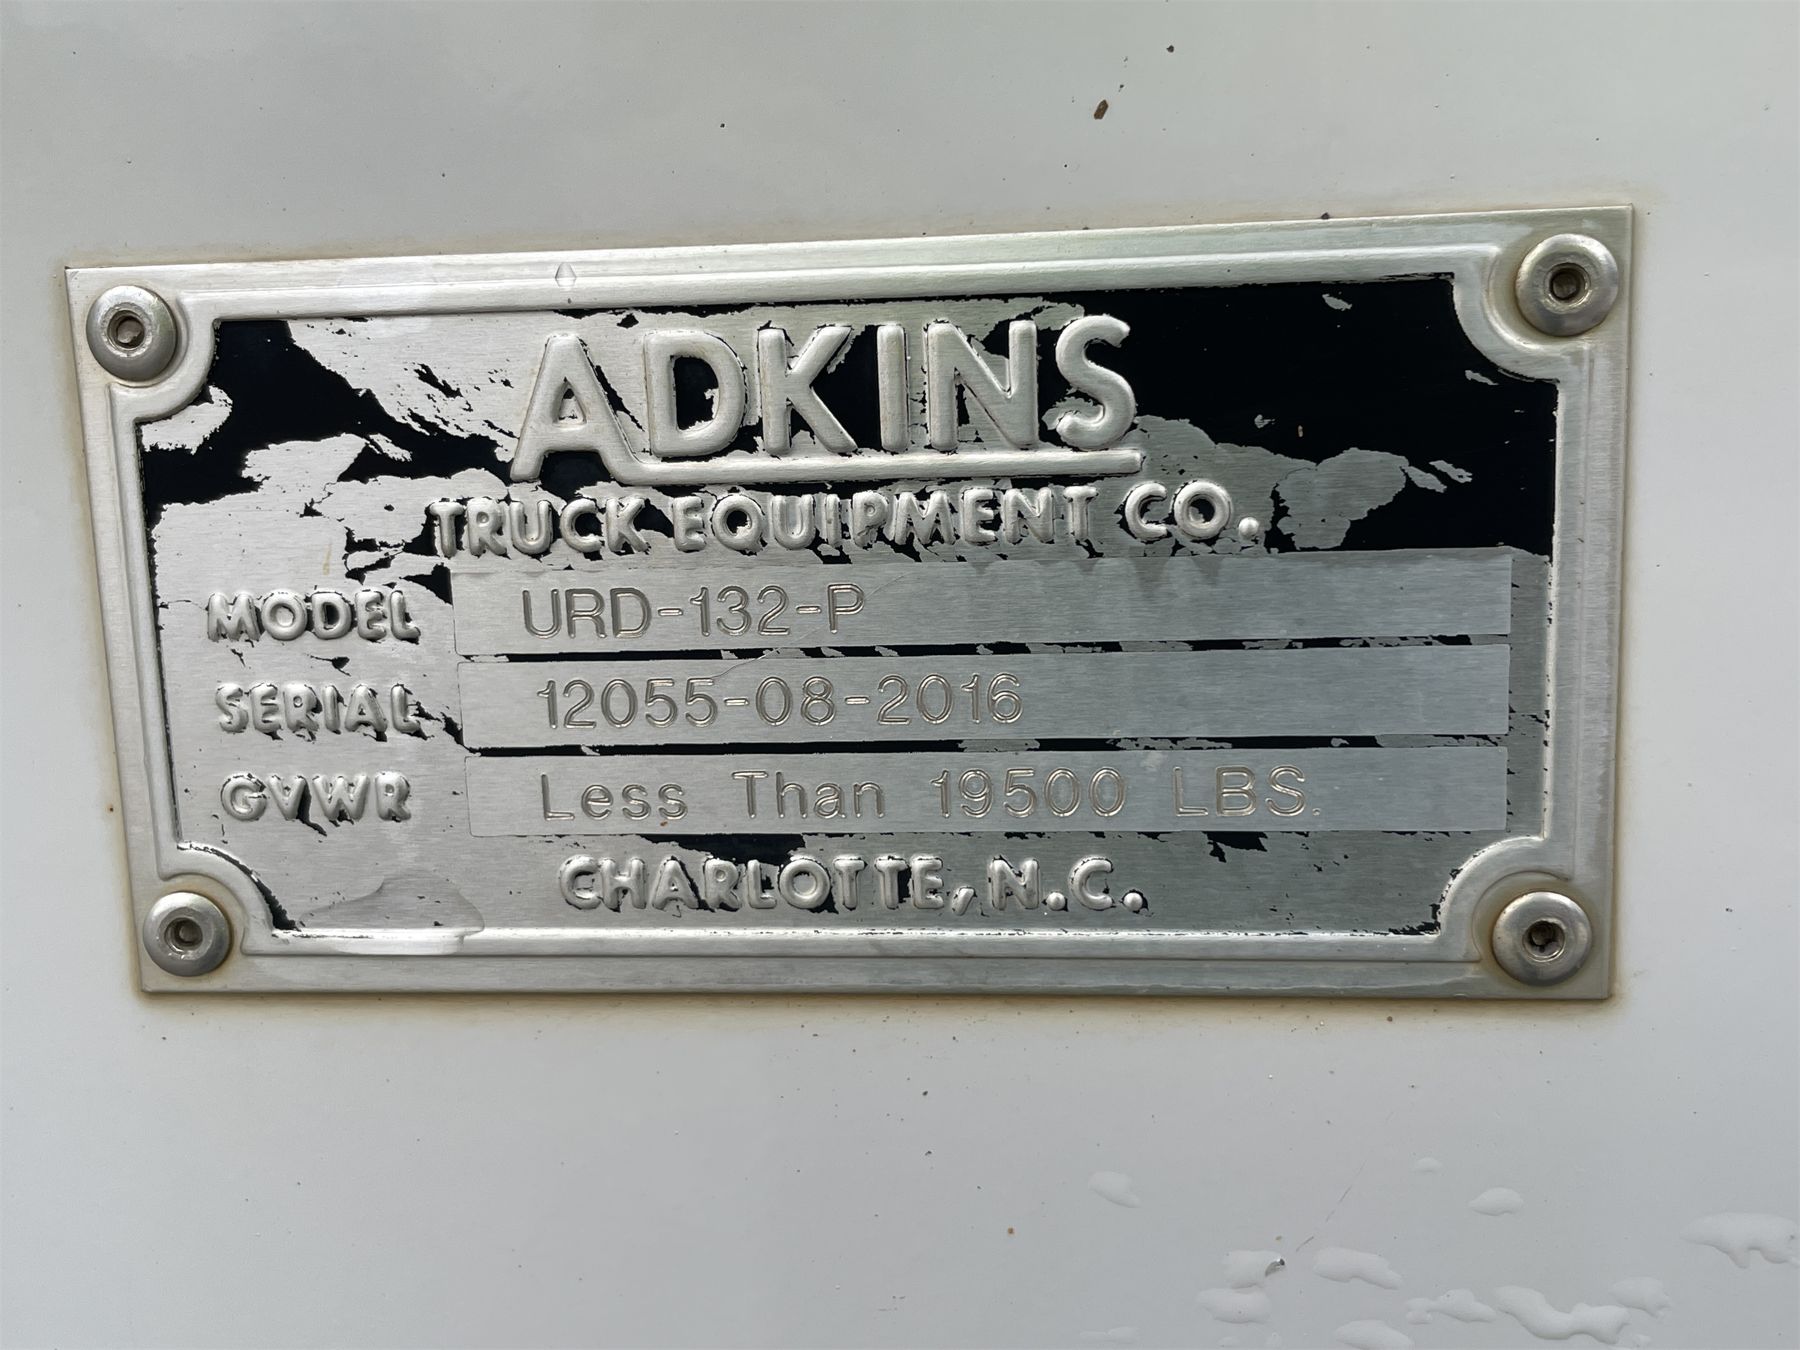 ADKINS
TRUCK EQUIPMENT CO.
MODEL URD-132-P
SERIAL 12055-08-2016
GVWR Less Than 19500 LBS.
CHARLOTTE, N.C.